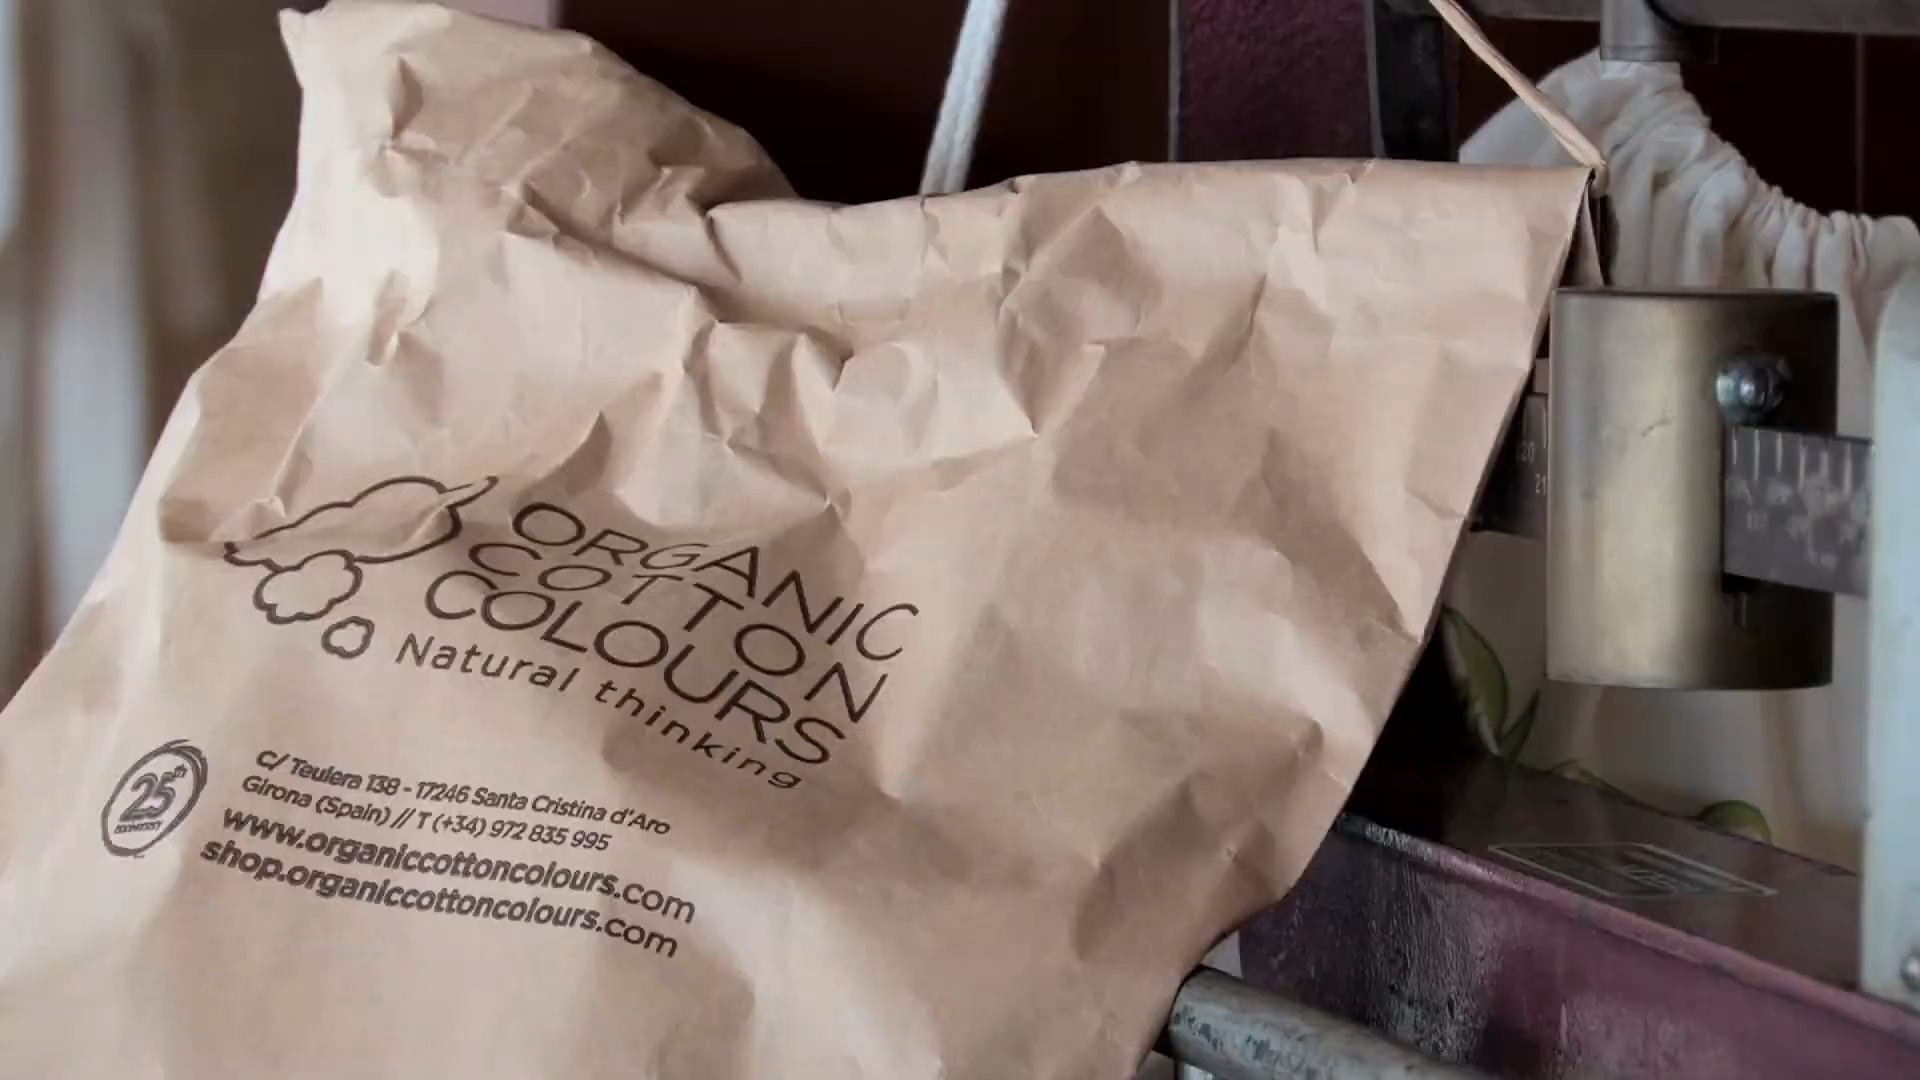 ORGANIC
COTTON
COLOURS
Natural thinking
25th
c/ Teulera 138 - 17246 Santa Cristina d'Aro
Girona (Spain) // T (+34) 972 835 995
www.organiccottoncolours.com
shop.organiccottoncolours.com